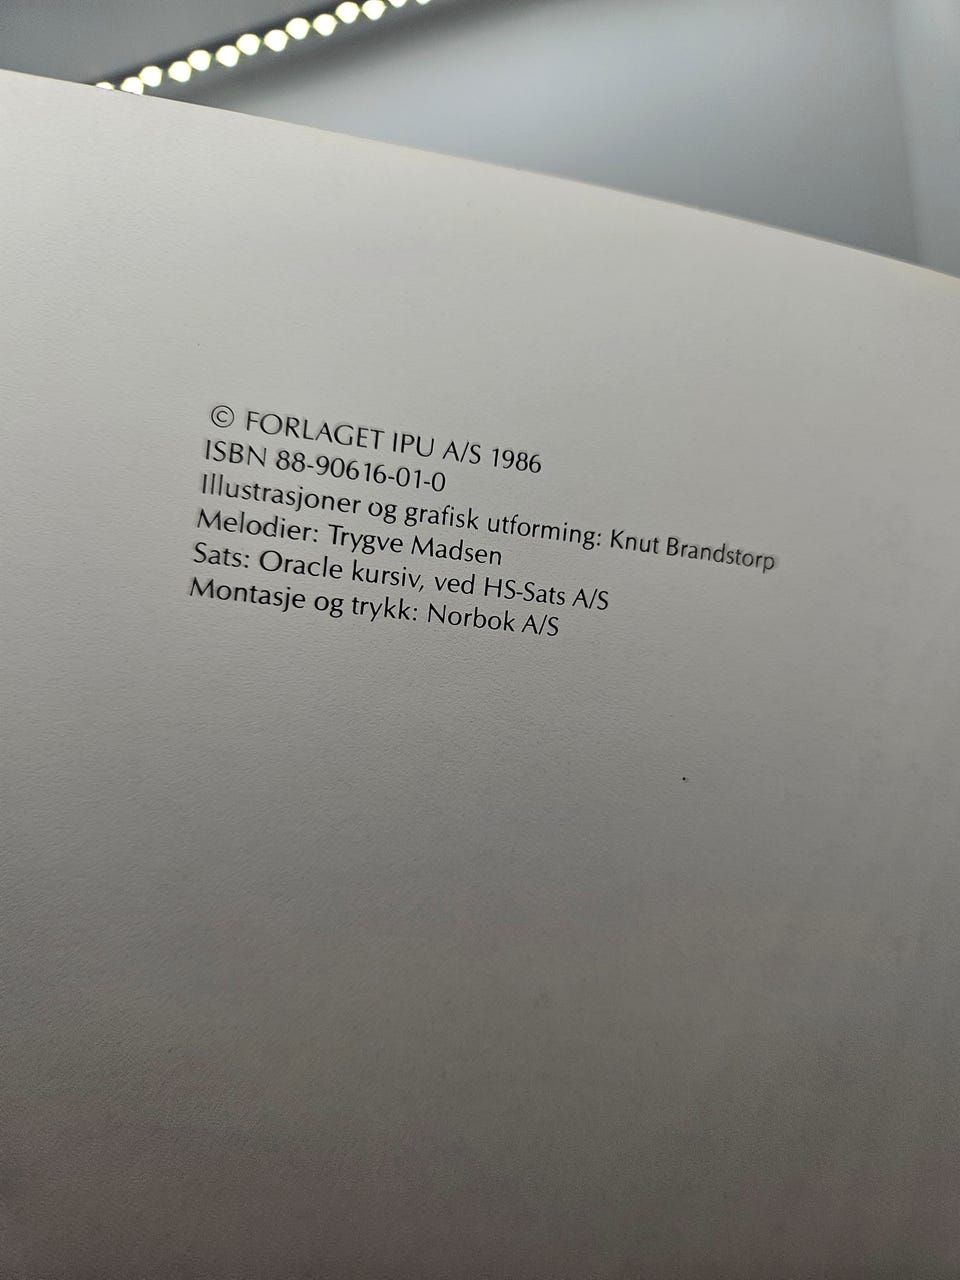 © FORLAGET IPU A/S 1986
ISBN 88-90616-01-0
Illustrasjoner og grafisk utforming: Knut Brandstorp
Melodier: Trygve Madsen
Sats: Oracle kursiv, ved HS-Sats A/S
Montasje og trykk: Norbok A/S